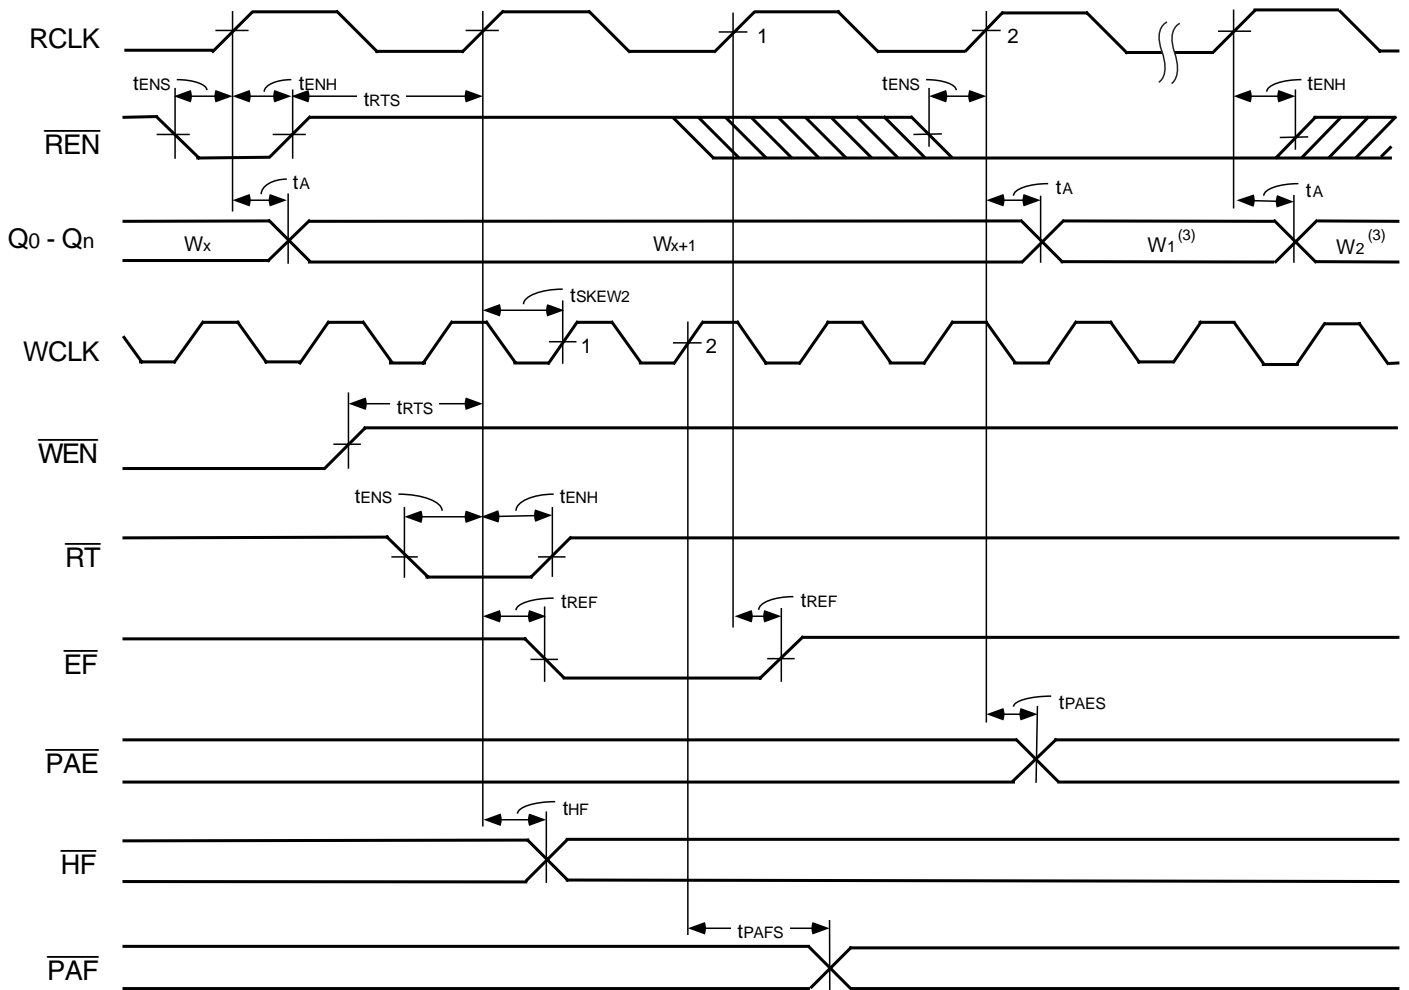 RCLK 1 2
tENS tENH tRTS tENS tENH
REN
tA tA tA
Q0 - Qn Wx Wx+1 W1(3) W2(3)
tSKEW2
WCLK 1 2
tRTS
WEN
tENS tENH
RT
tREF tREF
EF
tPAES
PAE
tHF
HF
tPAFS
PAF